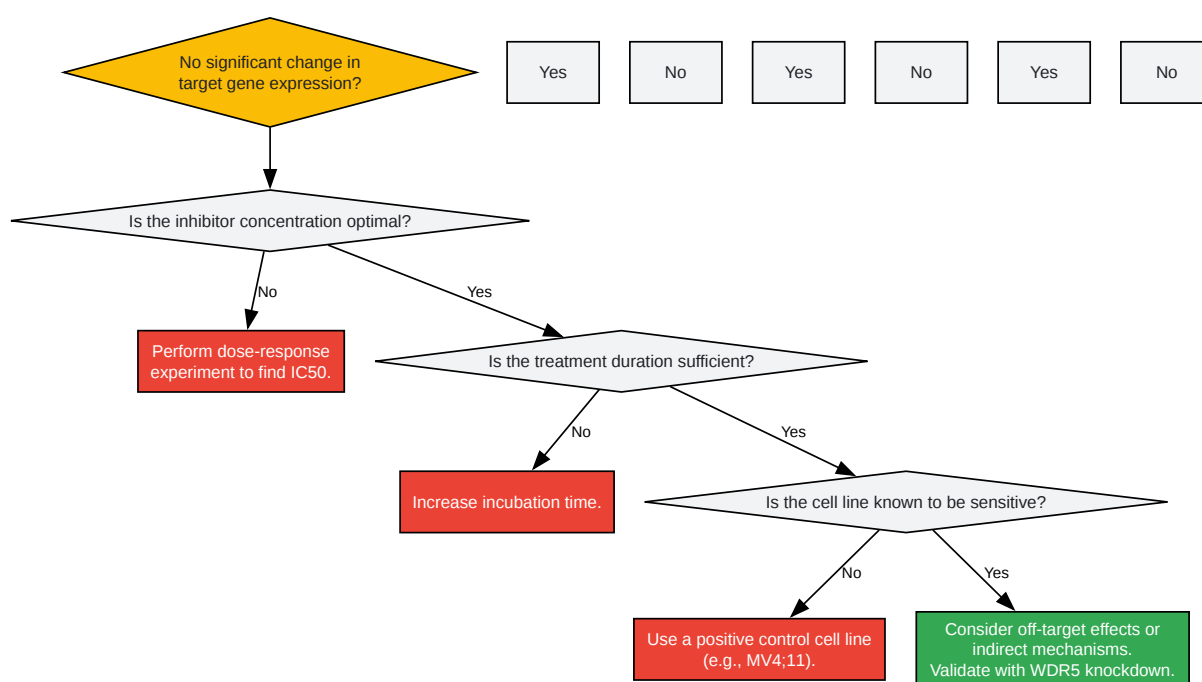 No significant change in
target gene expression?
Yes
No
Yes
No
Yes
No
Is the inhibitor concentration optimal?
No
Yes
Perform dose-response
experiment to find IC50.
Is the treatment duration sufficient?
No
Yes
Increase incubation time.
Is the cell line known to be sensitive?
No
Yes
Use a positive control cell line
(e.g., MV4;11).
Consider off-target effects or
indirect mechanisms.
Validate with WDR5 knockdown.